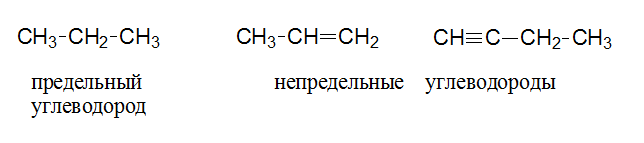 CH₃-CH₂-CH₃ CH₃-CH=CH₂ CH≡C-CH₂-CH₃
предельный непредельные углеводороды
углеводород